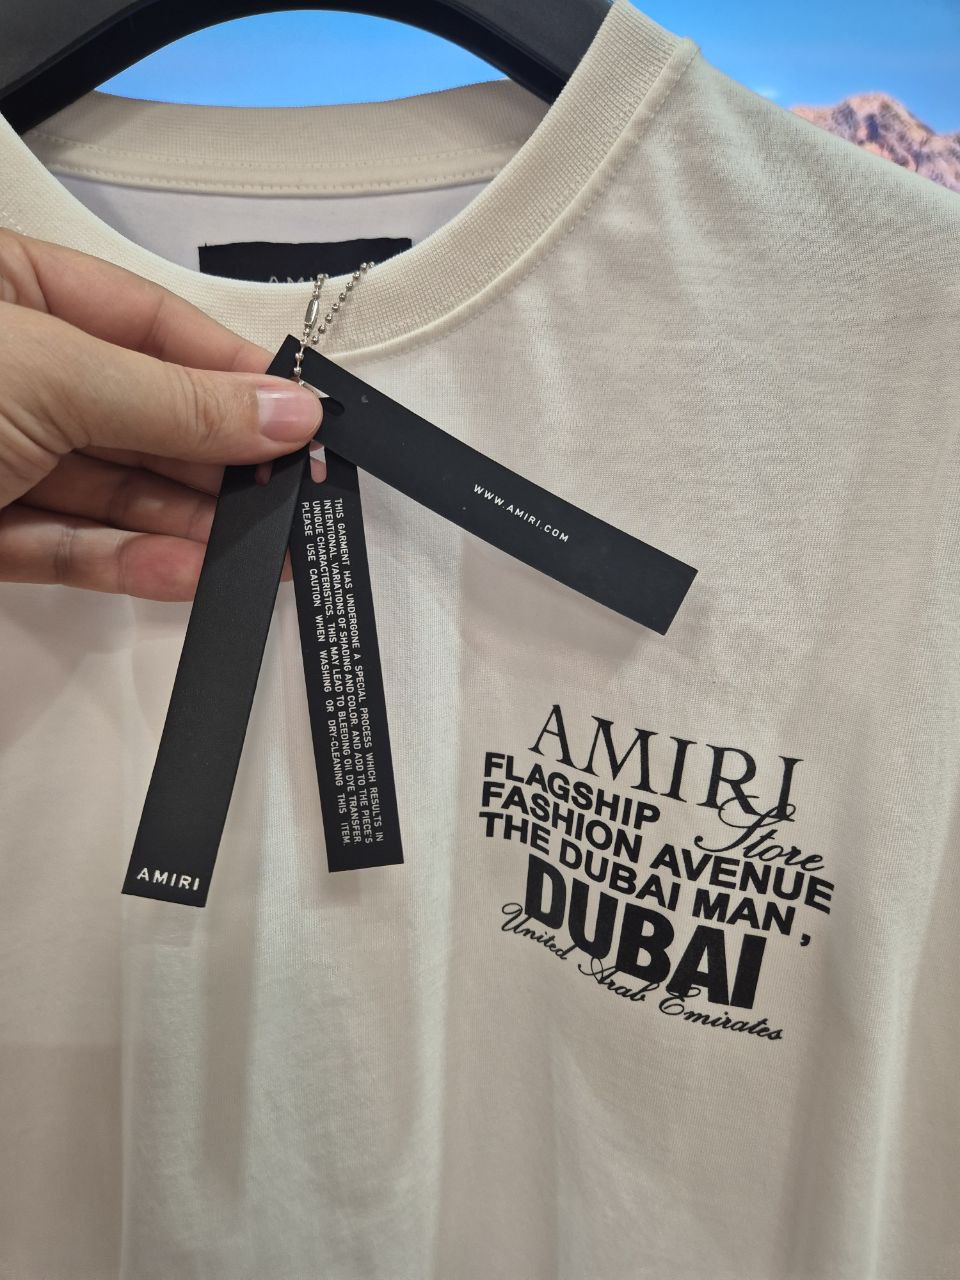 AMI
WWW.AMIRI.COM
THIS GARMENT HAS UNDERGONE A SPECIAL PROCESS WHICH RESULTS IN
INTENTIONAL VARIATIONS OF SHADING AND COLOR. AND ADD TO THE PIECE'S
UNIQUE CHARACTERISTICS. THIS MAY LEAD TO BLEEDING OR DYE TRANSFER.
PLEASE USE CAUTION WHEN WASHING OR DRY-CLEANING THIS ITEM.
AMIRI
AMIRI
Store
FLAGSHIP
FASHION AVENUE
THE DUBAI MAN,
DUBAI
United Arab Emirates